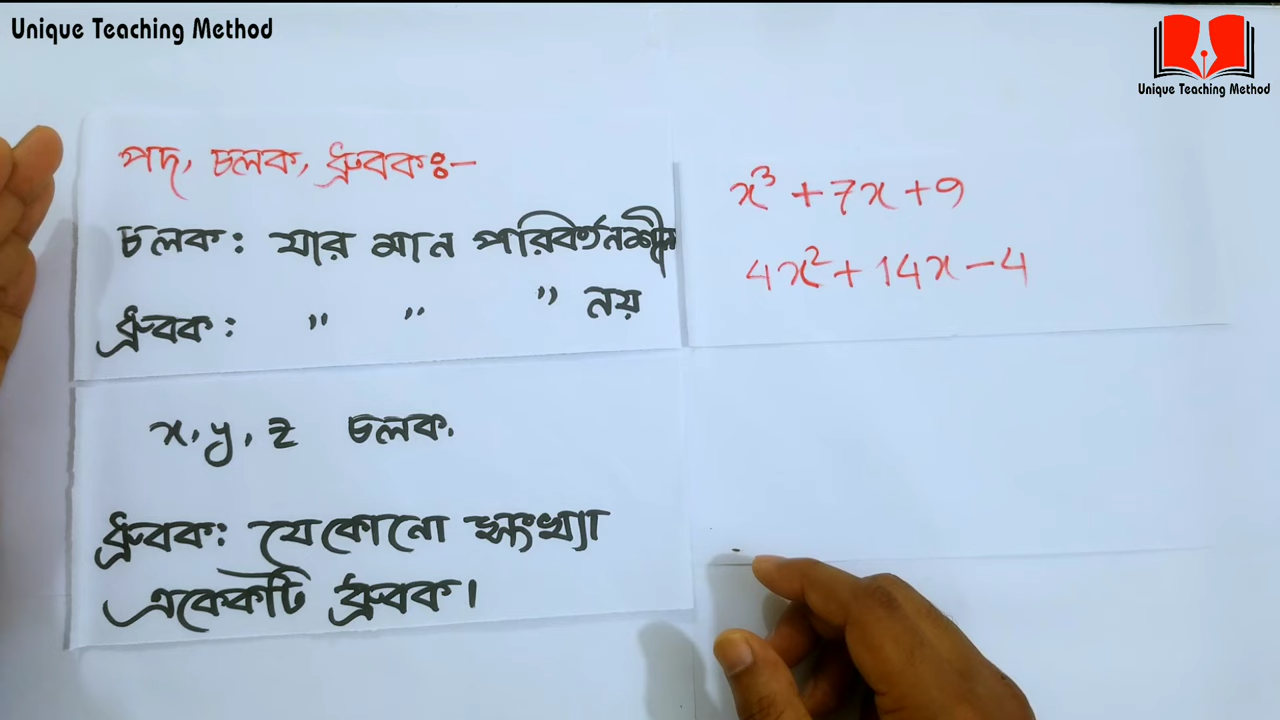 Unique Teaching Method
Unique Teaching Method
পদ, চলক, ধ্রুবকঃ-
চলক: যার মান পরিবর্তনশীল
ধ্রুবক: " " " নয়
x, y, z চলক.
ধ্রুবক: যেকোনো সংখ্যা
একেকটি ধ্রুবক।
x³ + 7x + 9
4x² + 14x - 4